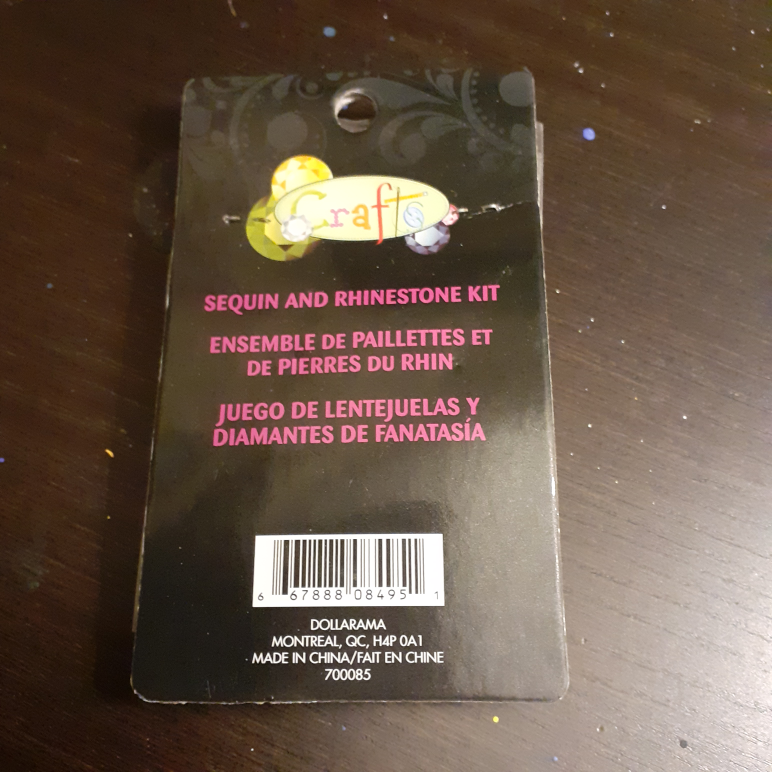 Crafts
SEQUIN AND RHINESTONE KIT
ENSEMBLE DE PAILLETTES ET
DE PIERRES DU RHIN
JUEGO DE LENTEJUELAS Y
DIAMANTES DE FANATASÍA
6 67888 08495 1
DOLLARAMA
MONTREAL, QC, H4P 0A1
MADE IN CHINA/FAIT EN CHINE
700085